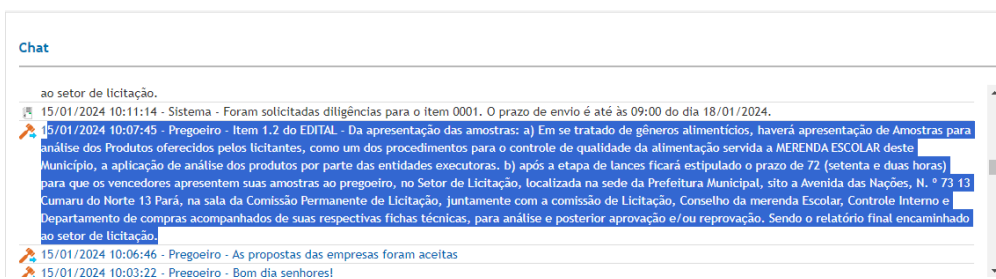 Chat
ao setor de licitação.
15/01/2024 10:11:14 - Sistema - Foram solicitadas diligências para o item 0001. O prazo de envio é até às 09:00 do dia 18/01/2024.
15/01/2024 10:07:45 - Pregoeiro - Item 1.2 do EDITAL - Da apresentação das amostras: a) Em se tratado de gêneros alimentícios, haverá apresentação de Amostras para
análise dos Produtos oferecidos pelos licitantes, como um dos procedimentos para o controle de qualidade da alimentação servida a MERENDA ESCOLAR deste
Município, a aplicação de análise dos produtos por parte das entidades executoras. b) após a etapa de lances ficará estipulado o prazo de 72 (setenta e duas horas)
para que os vencedores apresentem suas amostras ao pregoeiro, no Setor de Licitação, localizada na sede da Prefeitura Municipal, sito a Avenida das Nações, N. º 73 13
Cumaru do Norte 13 Pará, na sala da Comissão Permanente de Licitação, juntamente com a comissão de Licitação, Conselho da merenda Escolar, Controle Interno e
Departamento de compras acompanhados de suas respectivas fichas técnicas, para análise e posterior aprovação e/ou reprovação. Sendo o relatório final encaminhado
ao setor de licitação.
15/01/2024 10:06:46 - Pregoeiro - As propostas das empresas foram aceitas
15/01/2024 10:03:22 - Pregoeiro - Bom dia senhores!